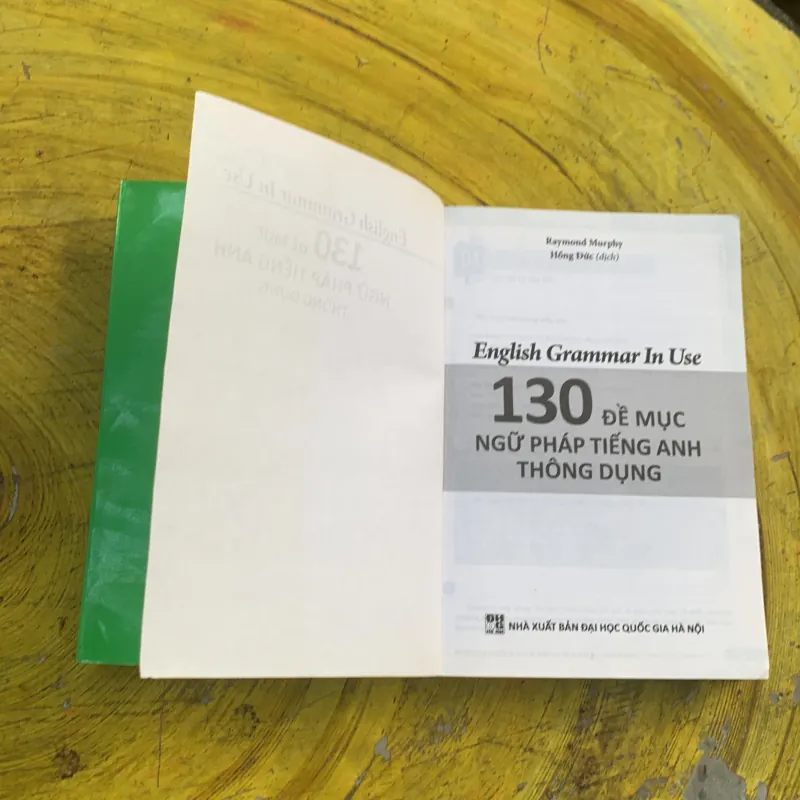 Raymond Murphy
Hồng Đức (dịch)
English Grammar In Use
130 ĐỀ MỤC
NGỮ PHÁP TIẾNG ANH
THÔNG DỤNG
NHÀ XUẤT BẢN ĐẠI HỌC QUỐC GIA HÀ NỘI